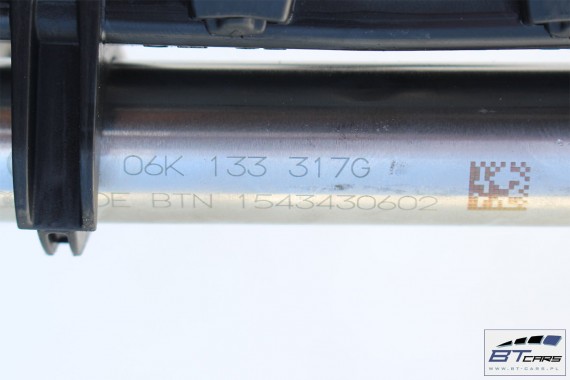 06K 133 317G
DE BTN 1543430602
BTCARS
WWW.BT-CARS.PL